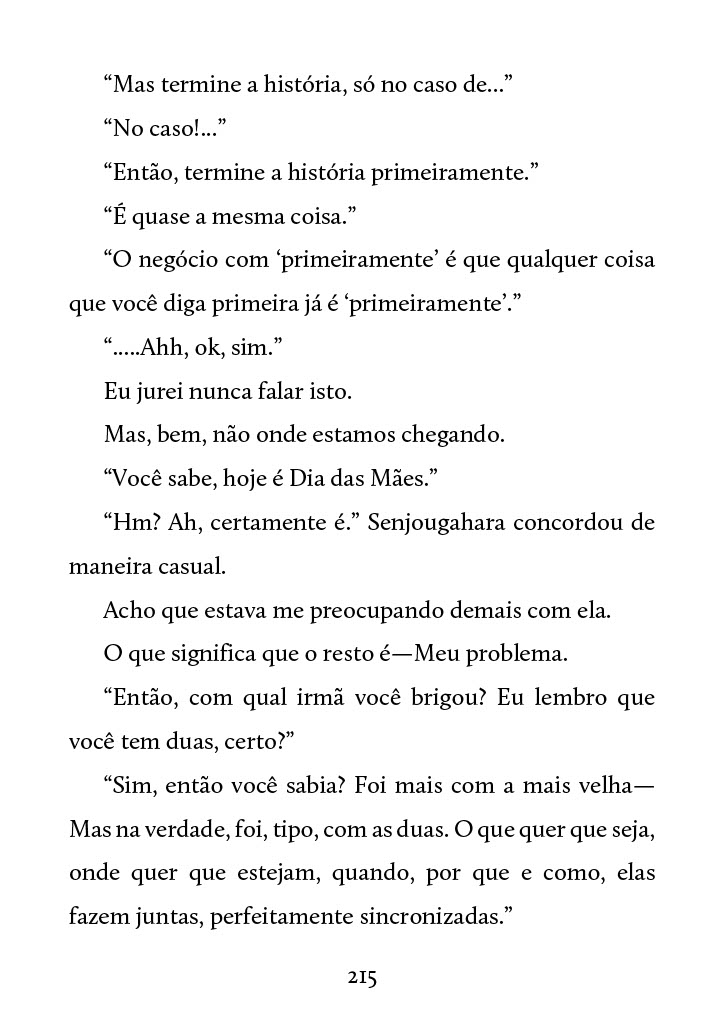 “Mas termine a história, só no caso de...”
“No caso!...”
“Então, termine a história primeiramente.”
“É quase a mesma coisa.”
“O negócio com ‘primeiramente’ é que qualquer coisa
que você diga primeira já é ‘primeiramente’.”
“.....Ahh, ok, sim.”
Eu jurei nunca falar isto.
Mas, bem, não onde estamos chegando.
“Você sabe, hoje é Dia das Mães.”
“Hm? Ah, certamente é.” Senjougahara concordou de
maneira casual.
Acho que estava me preocupando demais com ela.
O que significa que o resto é—Meu problema.
“Então, com qual irmã você brigou? Eu lembro que
você tem duas, certo?”
“Sim, então você sabia? Foi mais com a mais velha—
Mas na verdade, foi, tipo, com as duas. O que quer que seja,
onde quer que estejam, quando, por que e como, elas
fazem juntas, perfeitamente sincronizadas.”
215